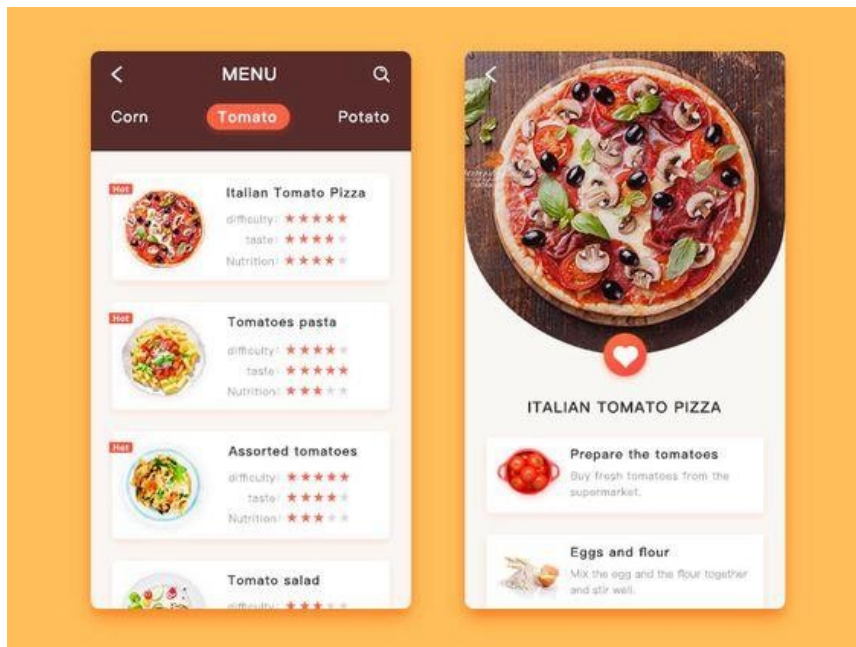 MENU
Corn
Tomato
Potato
Hot
Italian Tomato Pizza
difficulty:
taste:
Nutrition:
Hot
Tomatoes pasta
difficulty:
taste:
Nutrition:
Hot
Assorted tomatoes
difficulty:
taste:
Nutrition:
Tomato salad
difficulty:
ITALIAN TOMATO PIZZA
Prepare the tomatoes
Buy fresh tomatoes from the
supermarket.
Eggs and flour
Mix the egg and the flour together
and stir well.